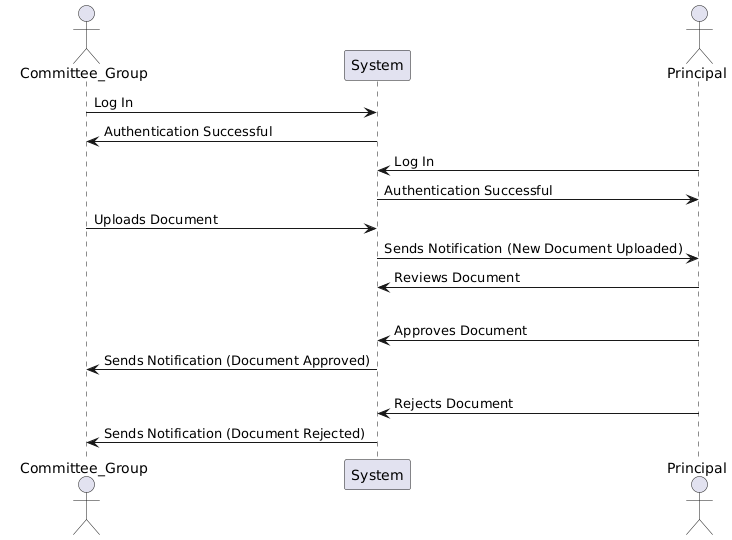 Committee_Group
System
Principal
Log In
Authentication Successful
Log In
Authentication Successful
Uploads Document
Sends Notification (New Document Uploaded)
Reviews Document
Approves Document
Sends Notification (Document Approved)
Rejects Document
Sends Notification (Document Rejected)
Committee_Group
System
Principal